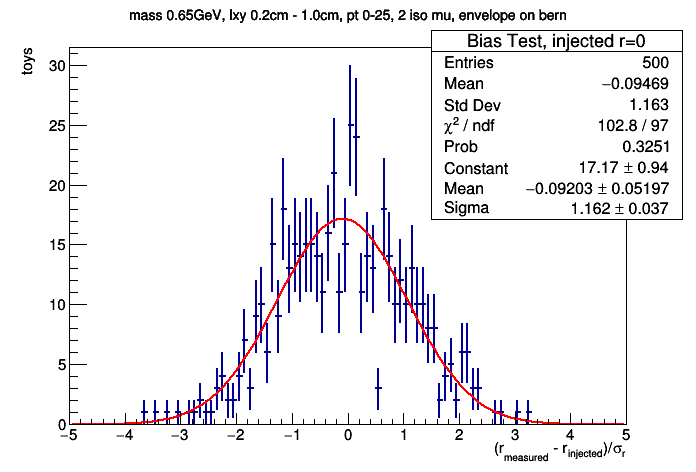 mass 0.65GeV, lxy 0.2cm - 1.0cm, pt 0-25, 2 iso mu, envelope on bern
Bias Test, injected r=0
Entries 500
Mean −0.09469
Std Dev 1.163
χ² / ndf 102.8 / 97
Prob 0.3251
Constant 17.17 ± 0.94
Mean −0.09203 ± 0.05197
Sigma 1.162 ± 0.037
toys
30
25
20
15
10
5
0
−5 −4 −3 −2 −1 0 1 2 3 4 5
(r_measured - r_injected)/σ_r